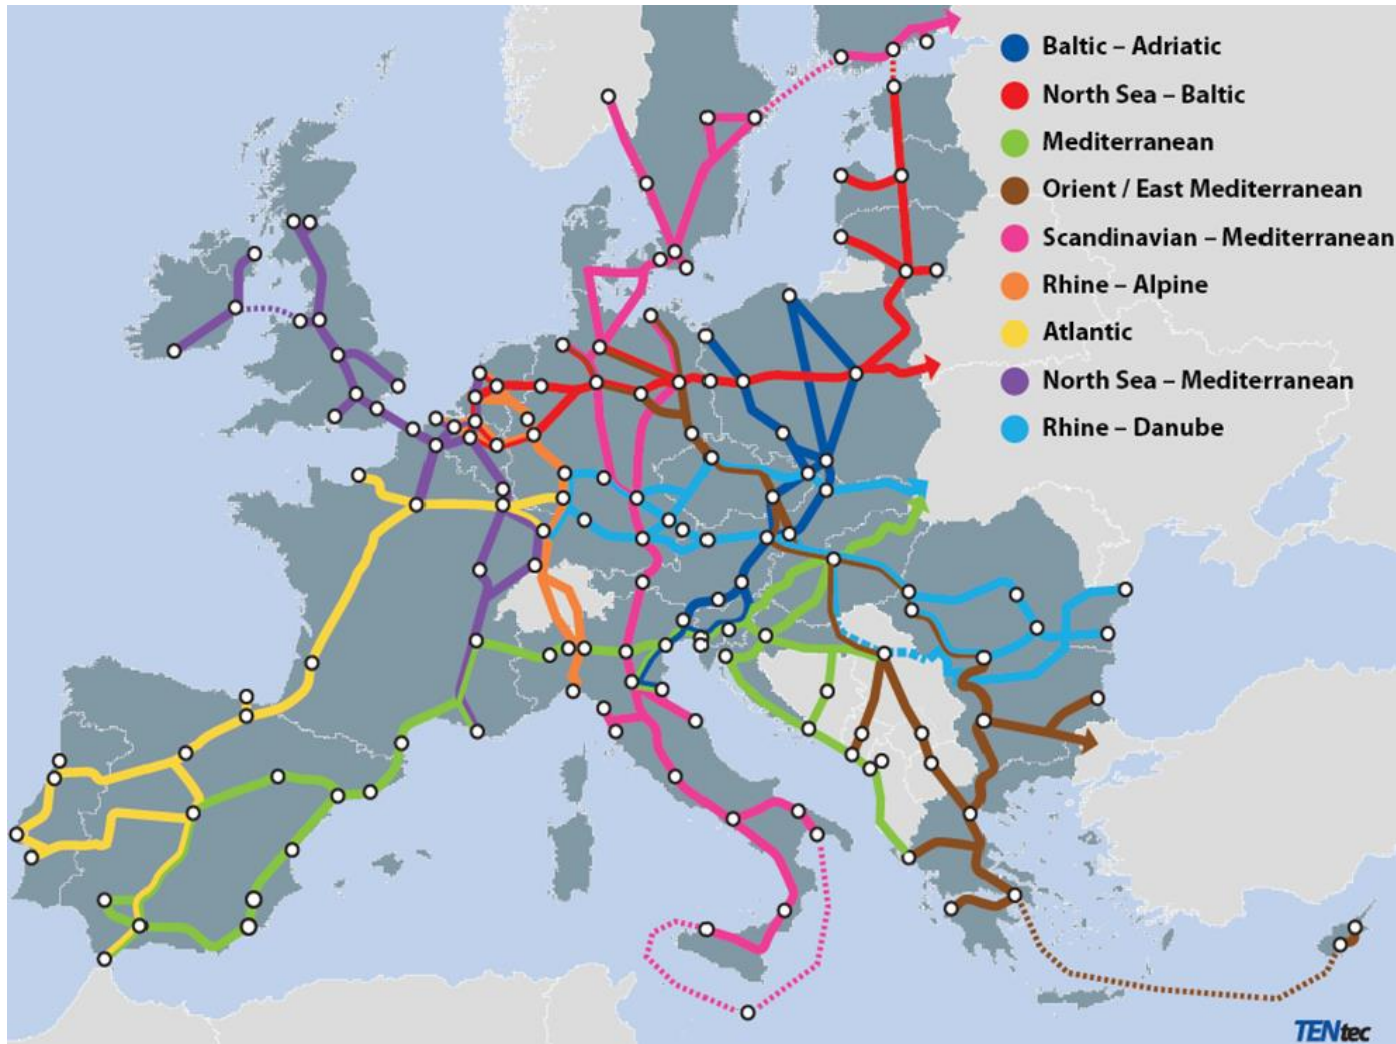 Baltic – Adriatic
North Sea – Baltic
Mediterranean
Orient / East Mediterranean
Scandinavian – Mediterranean
Rhine – Alpine
Atlantic
North Sea – Mediterranean
Rhine – Danube
TENtec